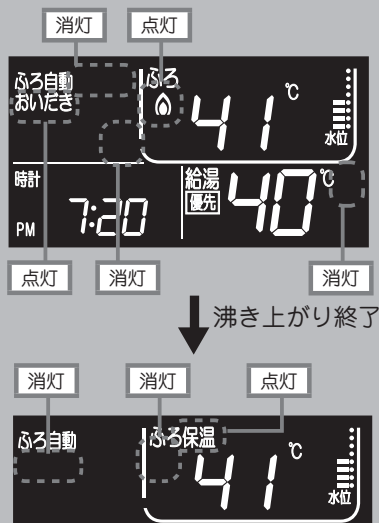 消灯 点灯
ふろ自動 ふろ
おいだき 41 ℃
水位
時計 給湯 ℃
優先 40
PM 7:20
点灯 消灯 消灯
沸き上がり終了
消灯 消灯 点灯
ふろ自動 ふろ保温
41 ℃
水位